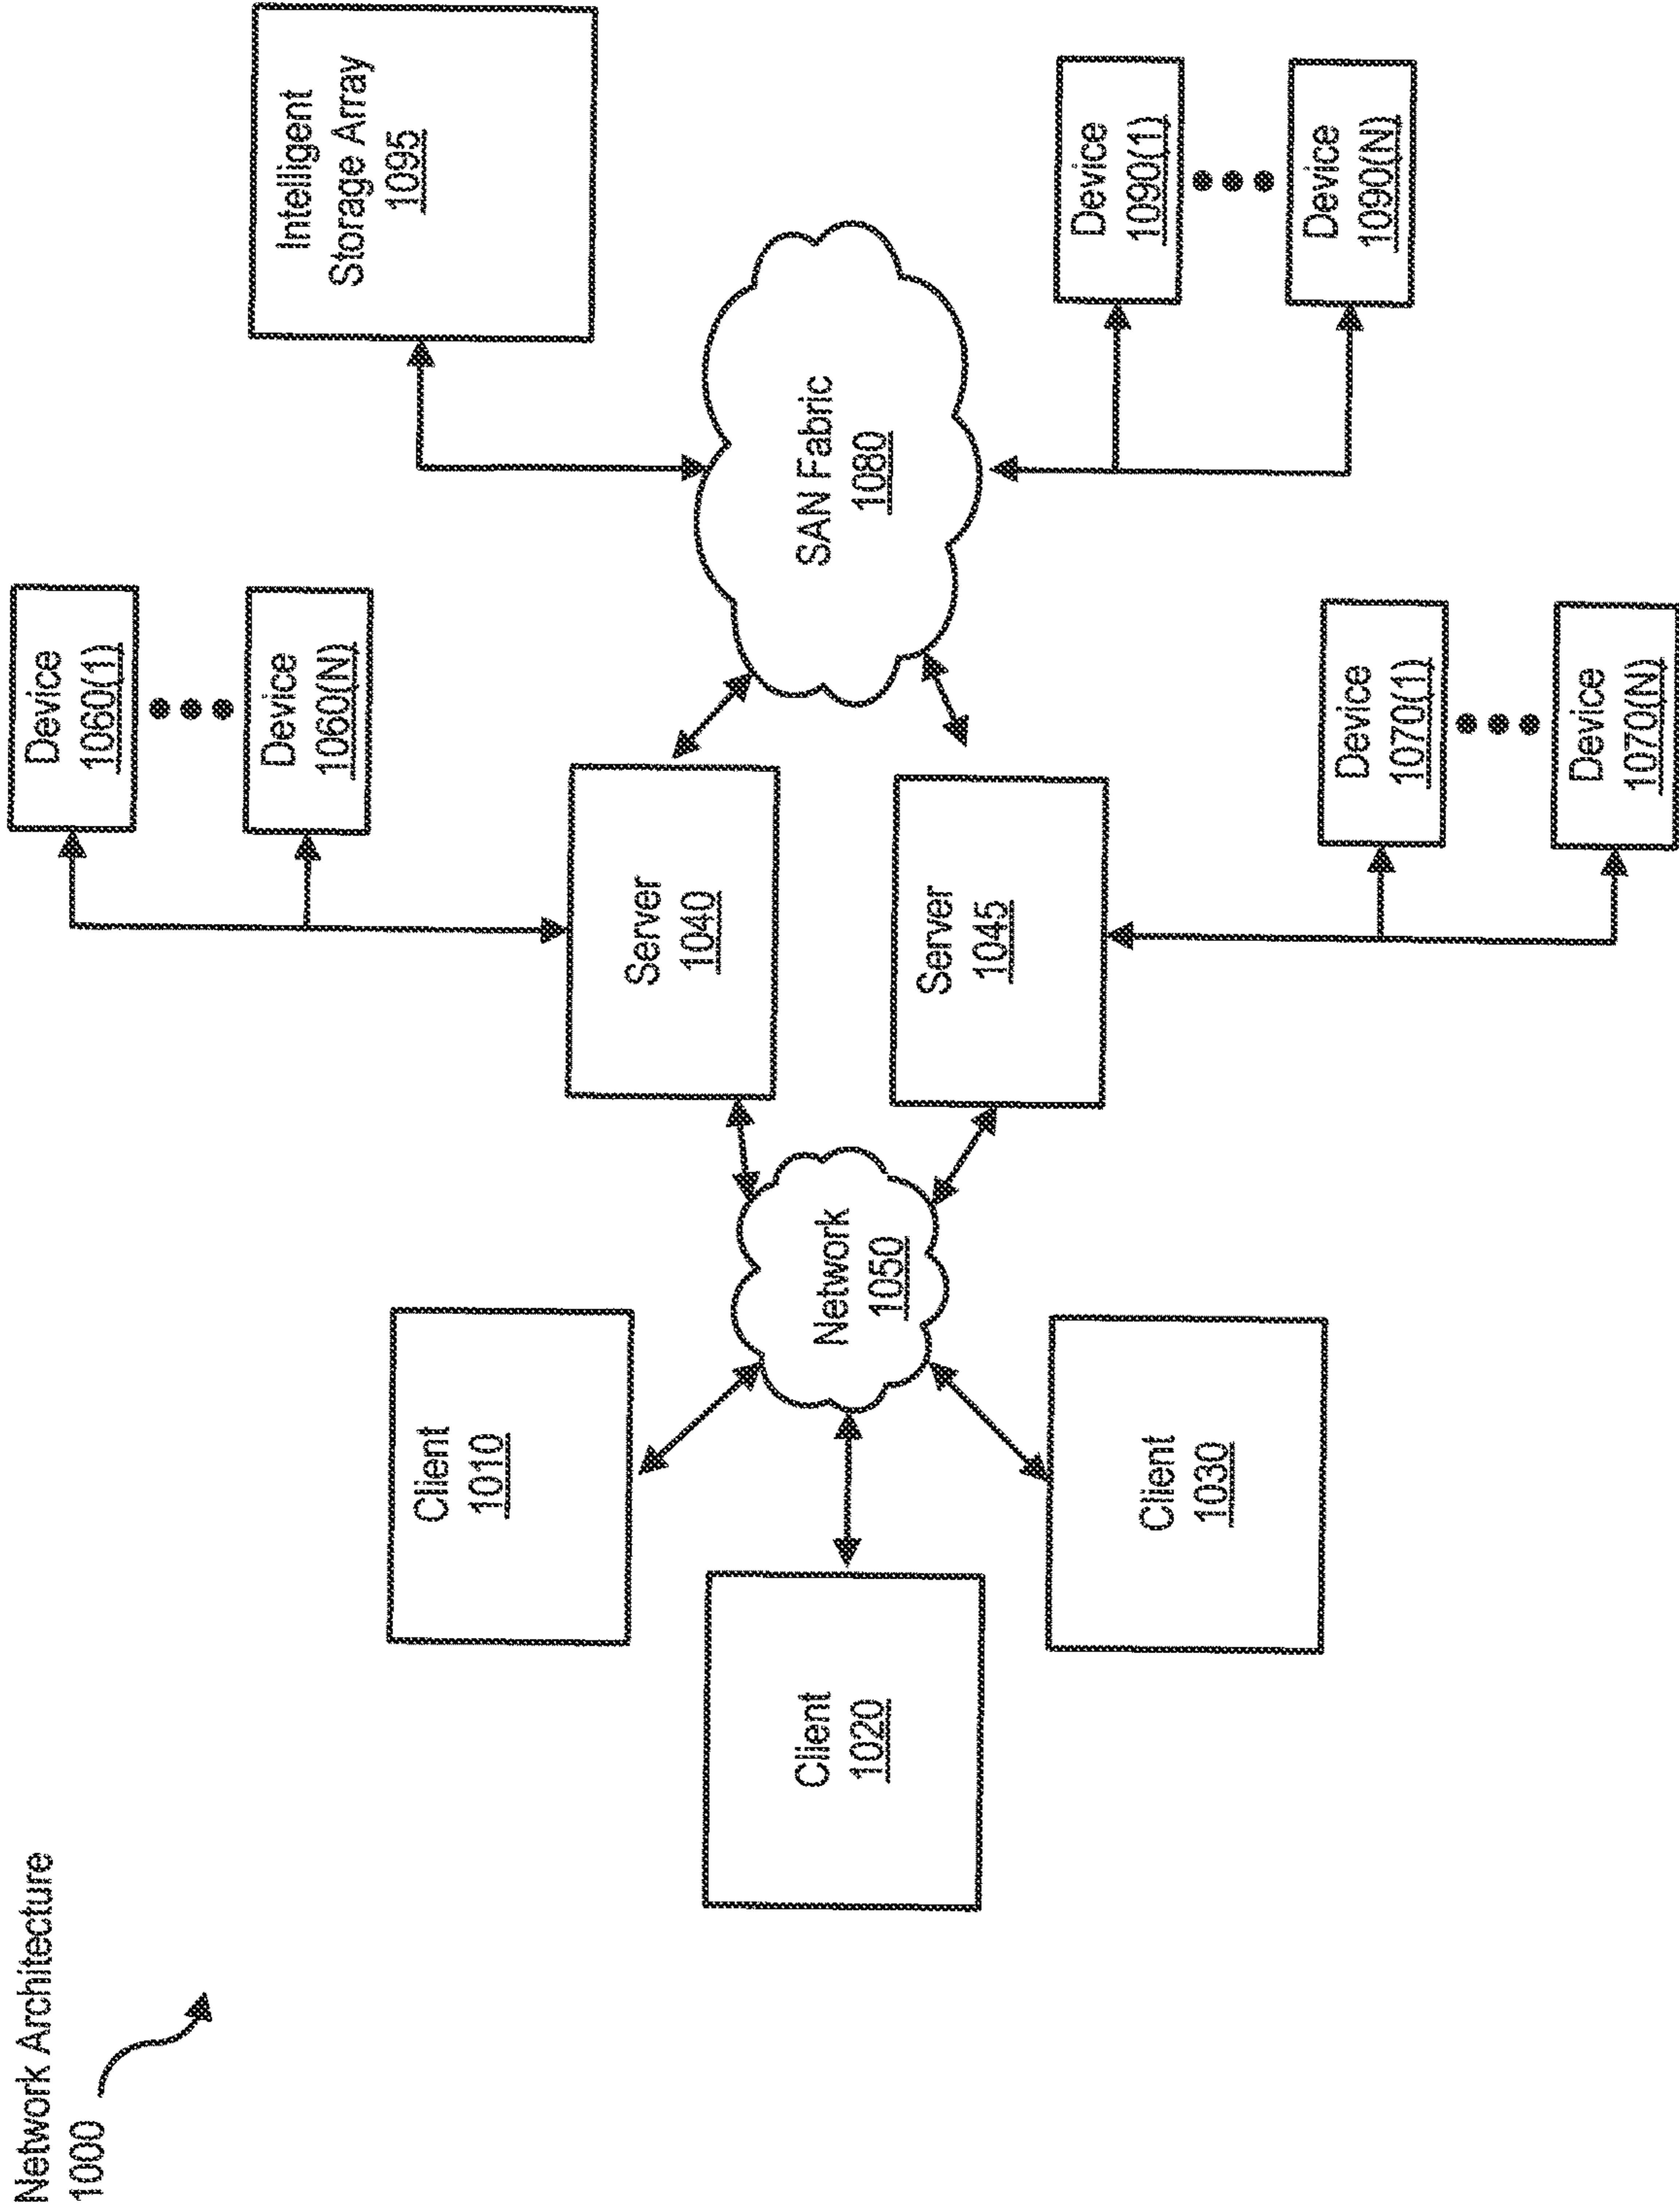 Network Architecture
1000
Device
1060(1)
Device
1060(N)
Intelligent
Storage Array
1095
Client
1010
Server
1040
Client
1020
Network
1050
SAN Fabric
1080
Server
1045
Client
1030
Device
1090(1)
Device
1090(N)
Device
1070(1)
Device
1070(N)